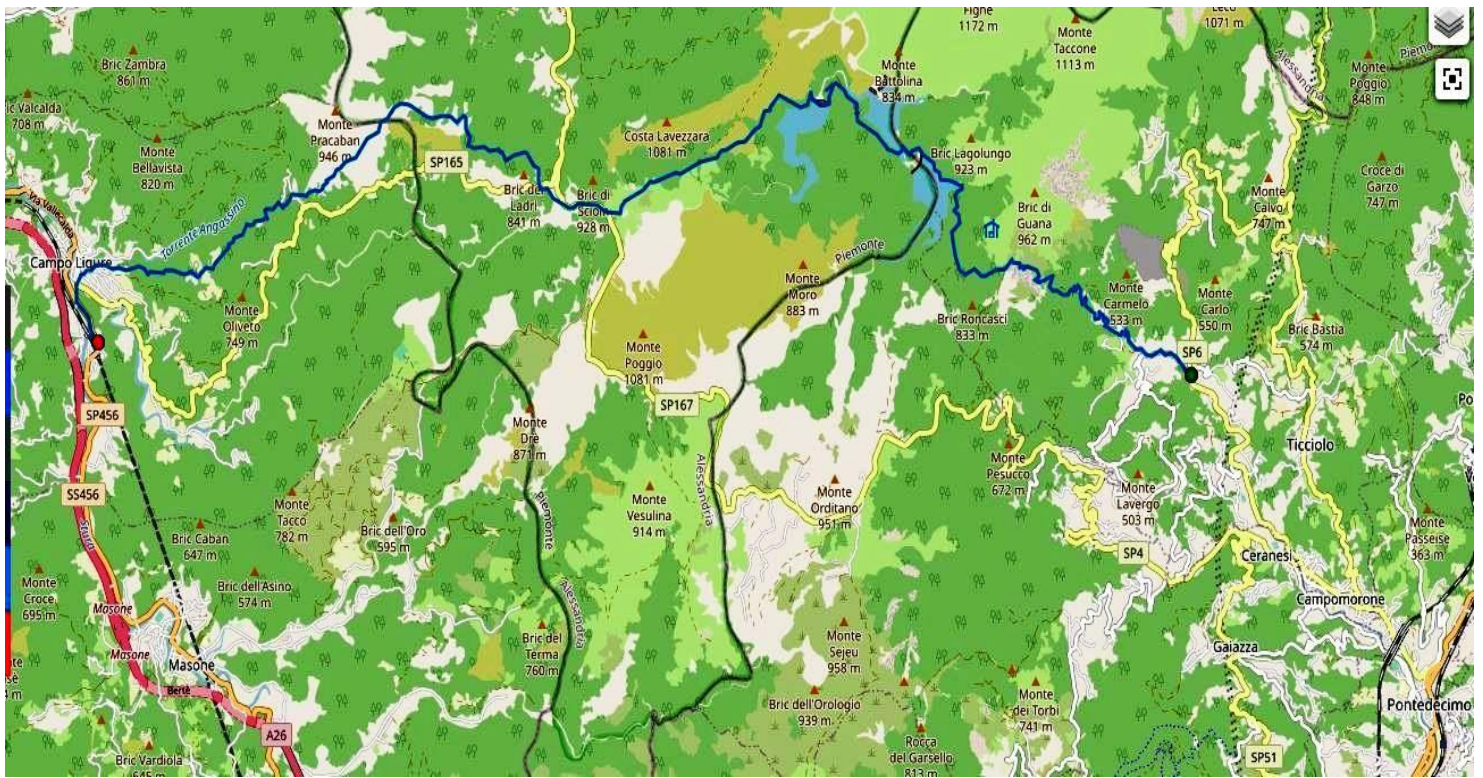 Figne
1172 m
Monte
Taccone
1113 m
1071 m
Bric Zambra
861 m
Monte
Battolina
834 m
Alessandria
Monte
Poggio
848 m
ic Valcalda
708 m
Monte
Pracaban
946 m
Costa Lavezzara
1081 m
Monte
Bellavista
820 m
SP165
Bric Lagolungo
923 m
Croce di
Garzo
747 m
Via Vallecalda
Bric dei
Ladri
841 m
Bric di
928 m
Monte
Calvo
747 m
Torrente Angassino
Bric di
Guana
962 m
Piemonte
Campo Ligure
Monte
Moro
883 m
Monte
Carmelo
533 m
Monte
Carlo
550 m
Monte
Oliveto
749 m
Bric Roncasci
833 m
Bric Bastia
574 m
Monte
Poggio
1081 m
SP6
SP167
SP456
Monte
Dre
871 m
Ticciolo
Monte
Pesucco
672 m
Alessandria
SS456
Monte
Tacco
782 m
Monte
Vesulina
914 m
Monte
Orditano
951 m
Monte
Lavergo
503 m
Piemonte
Bric dell'Oro
595 m
Monte
Passeise
363 m
Bric Caban
647 m
SP4
Ceranesi
Monte
Croce
695 m
Bric dell'Asino
574 m
Campomorone
Masone
Alessandria
Bric del
Terma
760 m
Monte
Sejeu
958 m
Gaiazza
Masone
Masone
Bertè
Bric dell'Orologio
939 m
Monte
dei Torbi
741 m
Pontedecimo
A26
Rocca
del Garsello
813 m
Bric Vardiola
645 m
SP51